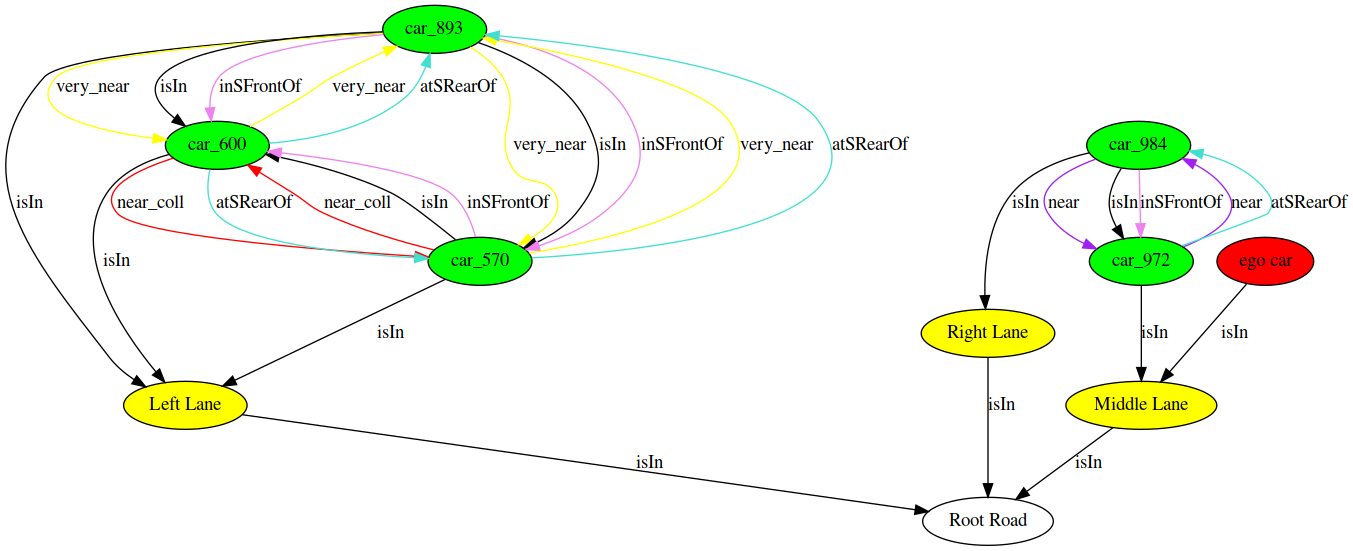 car_893
very_near
isIn
inSFrontOf
very_near
atSRearOf
car_600
very_near
isIn
inSFrontOf
very_near
atSRearOf
car_984
isIn
near_coll
atSRearOf
near_coll
isIn
inSFrontOf
isIn
near
isIn
inSFrontOf
near
atSRearOf
isIn
car_570
car_972
ego car
isIn
Right Lane
isIn
isIn
Left Lane
isIn
Middle Lane
isIn
isIn
Root Road